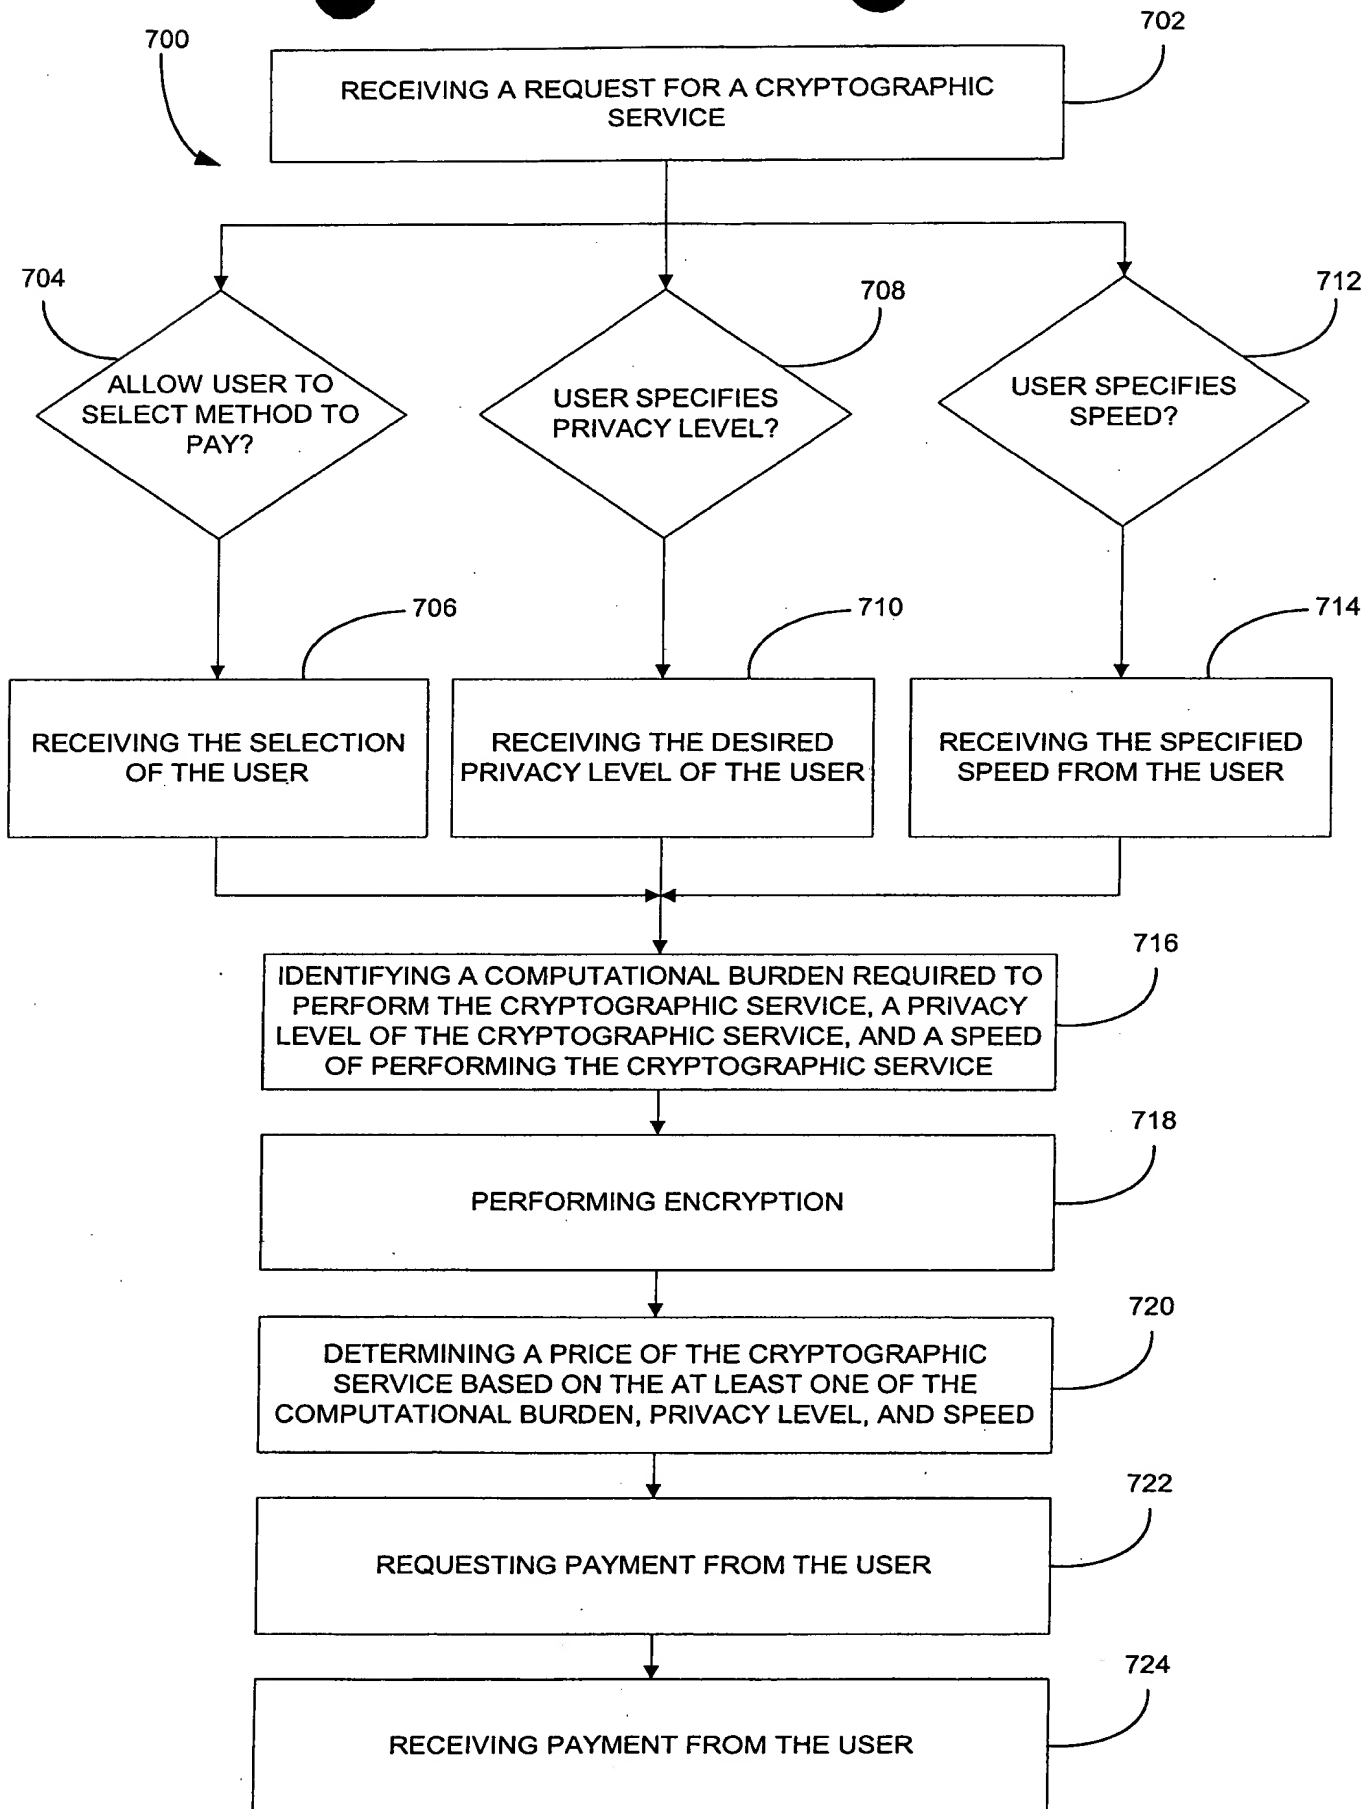 700
702
RECEIVING A REQUEST FOR A CRYPTOGRAPHIC
SERVICE
704
ALLOW USER TO
SELECT METHOD TO
PAY?
708
USER SPECIFIES
PRIVACY LEVEL?
712
USER SPECIFIES
SPEED?
706
RECEIVING THE SELECTION
OF THE USER
710
RECEIVING THE DESIRED
PRIVACY LEVEL OF THE USER
714
RECEIVING THE SPECIFIED
SPEED FROM THE USER
716
IDENTIFYING A COMPUTATIONAL BURDEN REQUIRED TO
PERFORM THE CRYPTOGRAPHIC SERVICE, A PRIVACY
LEVEL OF THE CRYPTOGRAPHIC SERVICE, AND A SPEED
OF PERFORMING THE CRYPTOGRAPHIC SERVICE
718
PERFORMING ENCRYPTION
720
DETERMINING A PRICE OF THE CRYPTOGRAPHIC
SERVICE BASED ON THE AT LEAST ONE OF THE
COMPUTATIONAL BURDEN, PRIVACY LEVEL, AND SPEED
722
REQUESTING PAYMENT FROM THE USER
724
RECEIVING PAYMENT FROM THE USER